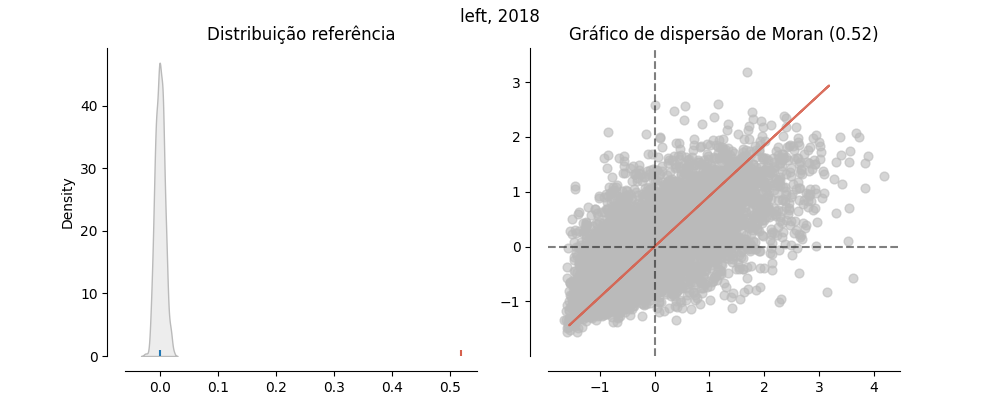 left, 2018
Distribuição referência
Gráfico de dispersão de Moran (0.52)
Density
40
30
20
10
0
0.0 0.1 0.2 0.3 0.4 0.5
3
2
1
0
−1
−1 0 1 2 3 4